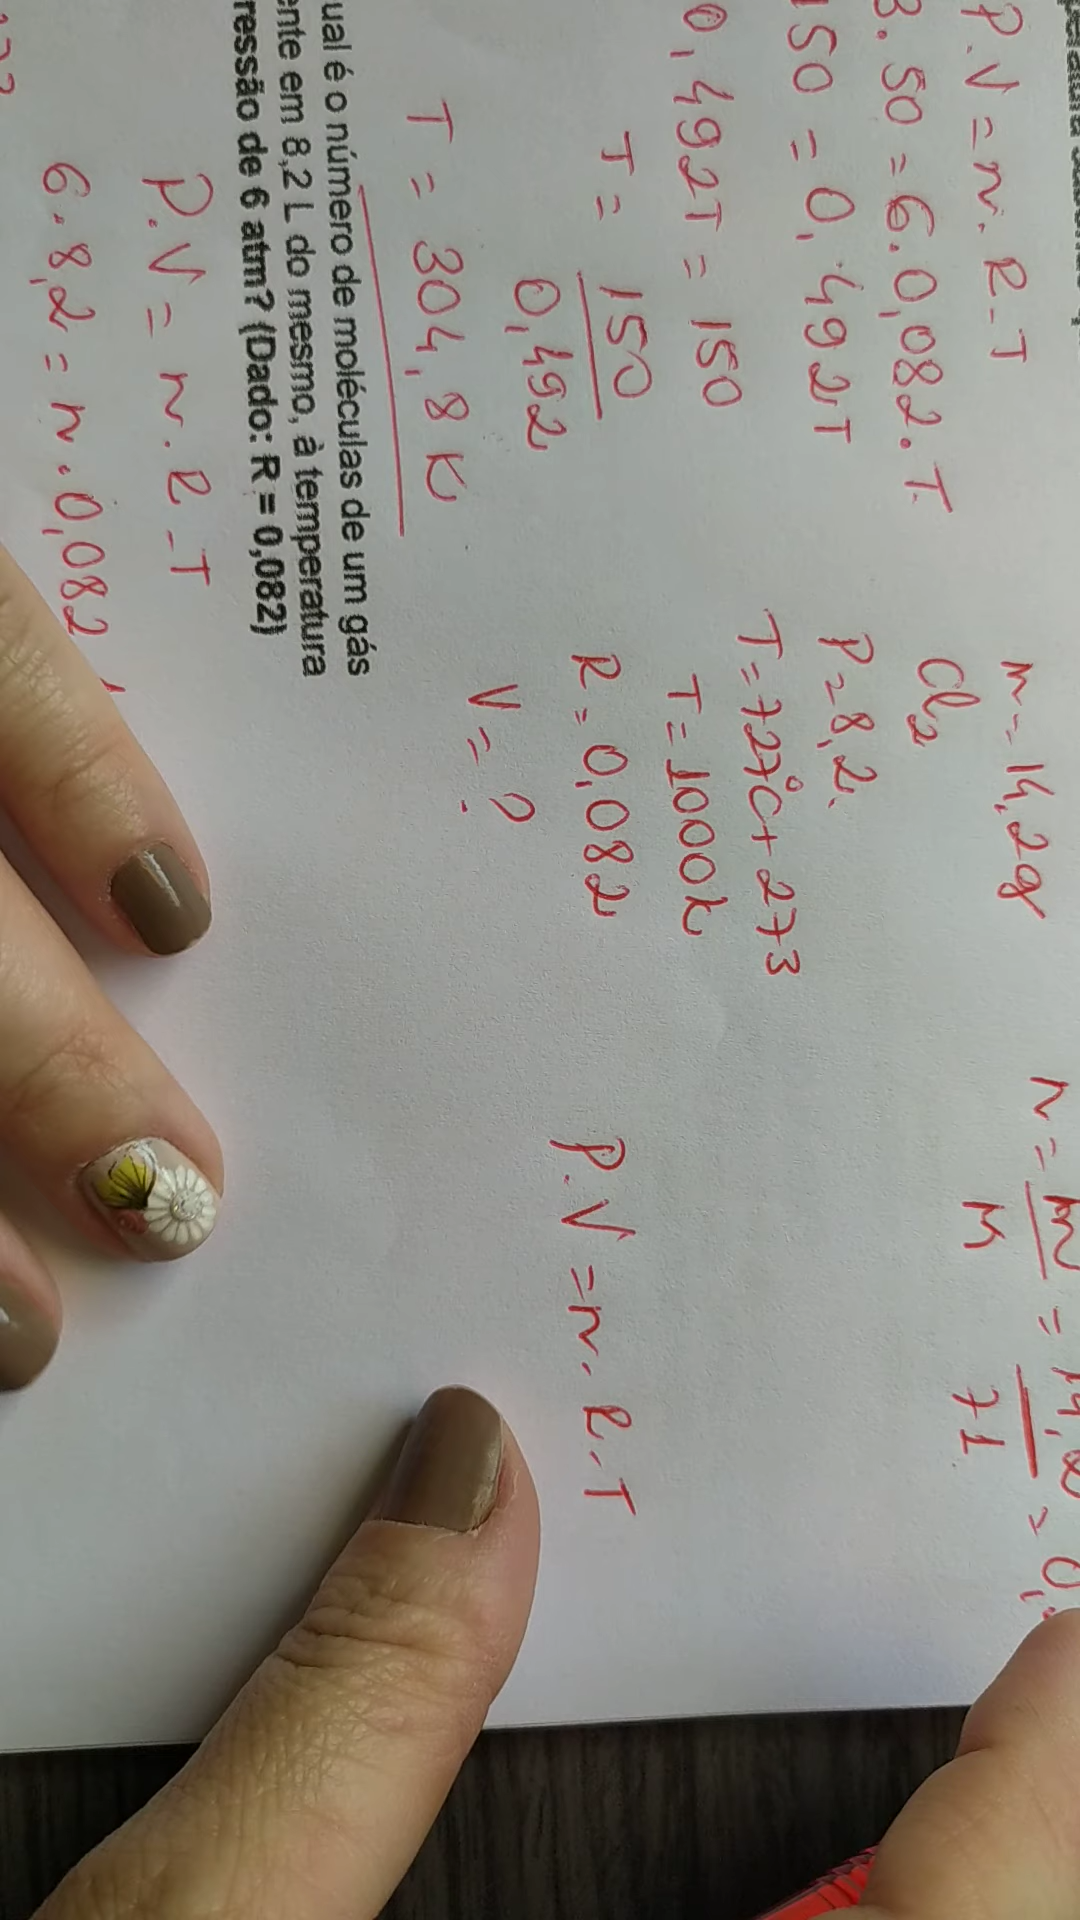 P.V = n.R.T
3.50 = 6.0,082.T
150 = 0,492T
0,492T = 150
T = 150
0,492
T = 304,8 K
m = 14,2g
Cl2
P = 8,2.
T = 727°C + 273
T = 1000k
R = 0,082
V = ?
n = m = 14,2 = 0,
M 71
P.V = n.R.T
ual é o número de moléculas de um gás
ente em 8,2 L do mesmo, à temperatura
ressão de 6 atm? (Dado: R = 0,082)
P.V = n.R.T
6.8,2 = n.0,082